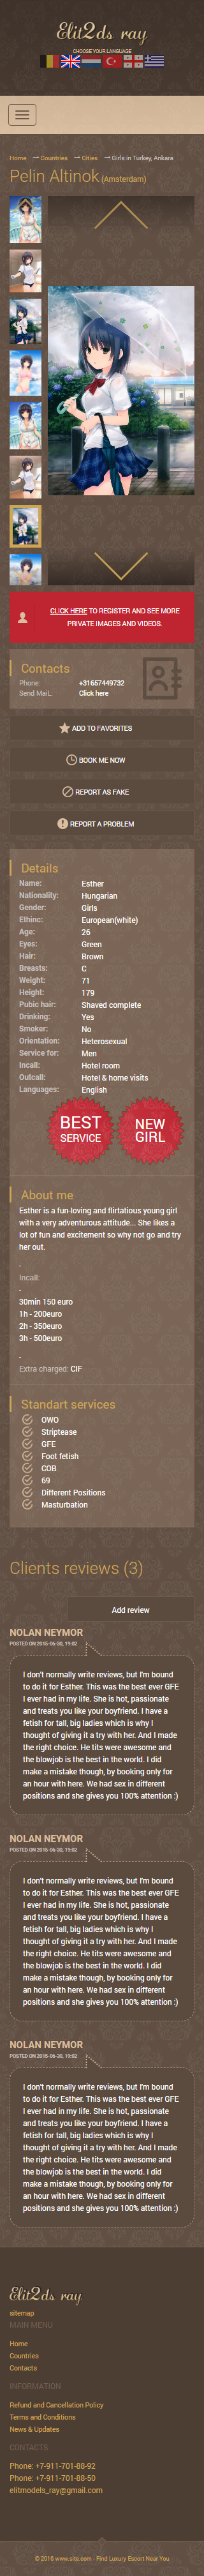 Elit2ds ray
CHOOSE YOUR LANGUAGE
Home → Countries → Cities → Girls in Turkey, Ankara
Pelin Altinok (Amsterdam)
CLICK HERE TO REGISTER AND SEE MORE
PRIVATE IMAGES AND VIDEOS.
Contacts
Phone: +31657449732
Send MaiL: Click here
ADD TO FAVORITES
BOOK ME NOW
REPORT AS FAKE
REPORT A PROBLEM
Details
Name: Esther
Nationality: Hungarian
Gender: Girls
Ethinc: European(white)
Age: 26
Eyes: Green
Hair: Brown
Breasts: C
Weight: 71
Height: 179
Pubic hair: Shaved complete
Drinking: Yes
Smoker: No
Orientation: Heterosexual
Service for: Men
Incall: Hotel room
Outcall: Hotel & home visits
Languages: English
BEST
SERVICE
NEW
GIRL
About me
Esther is a fun-loving and flirtatious young girl
with a very adventurous attitude... She likes a
lot of fun and excitement so why not go and try
her out.
-
Incall:
-
30min 150 euro
1h - 200euro
2h - 350euro
3h - 500euro
-
Extra charged: CIF
Standart services
OWO
Striptease
GFE
Foot fetish
COB
69
Different Positions
Masturbation
Clients reviews (3)
Add review
NOLAN NEYMOR
POSTED ON 2015-06-30, 19:02
I don't normally write reviews, but I'm bound
to do it for Esther. This was the best ever GFE
I ever had in my life. She is hot, passionate
and treats you like your boyfriend. I have a
fetish for tall, big ladies which is why I
thought of giving it a try with her. And I made
the right choice. He tits were awesome and
the blowjob is the best in the world. I did
make a mistake though, by booking only for
an hour with here. We had sex in different
positions and she gives you 100% attention :)
NOLAN NEYMOR
POSTED ON 2015-06-30, 19:02
I don't normally write reviews, but I'm bound
to do it for Esther. This was the best ever GFE
I ever had in my life. She is hot, passionate
and treats you like your boyfriend. I have a
fetish for tall, big ladies which is why I
thought of giving it a try with her. And I made
the right choice. He tits were awesome and
the blowjob is the best in the world. I did
make a mistake though, by booking only for
an hour with here. We had sex in different
positions and she gives you 100% attention :)
NOLAN NEYMOR
POSTED ON 2015-06-30, 19:02
I don't normally write reviews, but I'm bound
to do it for Esther. This was the best ever GFE
I ever had in my life. She is hot, passionate
and treats you like your boyfriend. I have a
fetish for tall, big ladies which is why I
thought of giving it a try with her. And I made
the right choice. He tits were awesome and
the blowjob is the best in the world. I did
make a mistake though, by booking only for
an hour with here. We had sex in different
positions and she gives you 100% attention :)
Elit2ds ray
sitemap
MAIN MENU
Home
Countries
Contacts
INFORMATION
Refund and Cancellation Policy
Terms and Conditions
News & Updates
CONTACTS
Phone: +7-911-701-88-92
Phone: +7-911-701-88-50
elitmodels_ray@gmail.com
© 2016 www.site.com - Find Luxury Escort Near You